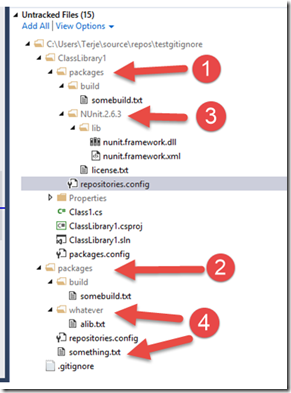 Untracked Files (15)
Add All | View Options
C:\Users\Terje\source\repos\testgitignore
ClassLibrary1
packages
1
build
somebuild.txt
NUnit.2.6.3
3
lib
nunit.framework.dll
nunit.framework.xml
license.txt
repositories.config
Properties
Class1.cs
ClassLibrary1.csproj
ClassLibrary1.sln
packages.config
packages
2
build
somebuild.txt
whatever
4
alib.txt
repositories.config
something.txt
.gitignore